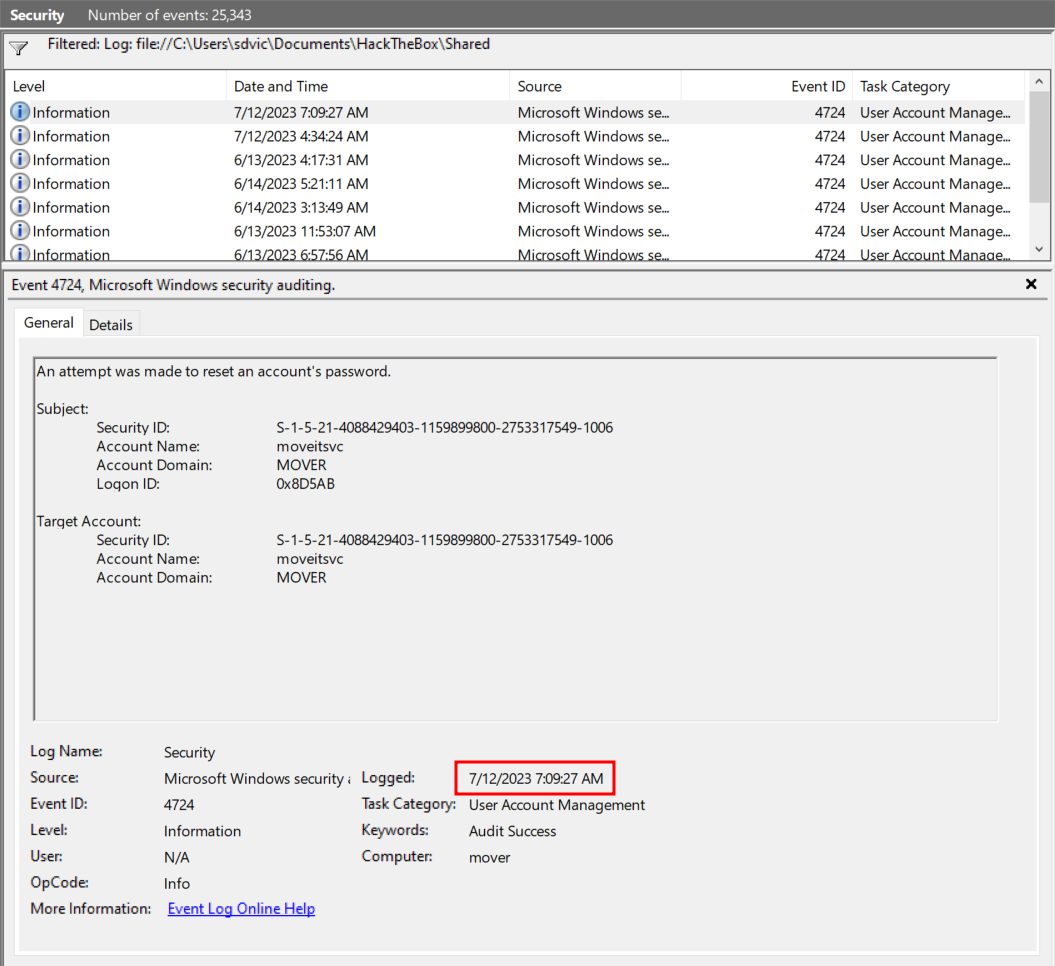 Security Number of events: 25,343
Filtered: Log: file://C:\Users\sdvic\Documents\HackTheBox\Shared
Level Date and Time Source Event ID Task Category
Information 7/12/2023 7:09:27 AM Microsoft Windows se... 4724 User Account Manage...
Information 7/12/2023 4:34:24 AM Microsoft Windows se... 4724 User Account Manage...
Information 6/13/2023 4:17:31 AM Microsoft Windows se... 4724 User Account Manage...
Information 6/14/2023 5:21:11 AM Microsoft Windows se... 4724 User Account Manage...
Information 6/14/2023 3:13:49 AM Microsoft Windows se... 4724 User Account Manage...
Information 6/13/2023 11:53:07 AM Microsoft Windows se... 4724 User Account Manage...
Information 6/13/2023 6:57:56 AM Microsoft Windows se... 4724 User Account Manage...
Event 4724, Microsoft Windows security auditing.
General Details
An attempt was made to reset an account's password.
Subject:
Security ID: S-1-5-21-4088429403-1159899800-2753317549-1006
Account Name: moveitsvc
Account Domain: MOVER
Logon ID: 0x8D5AB
Target Account:
Security ID: S-1-5-21-4088429403-1159899800-2753317549-1006
Account Name: moveitsvc
Account Domain: MOVER
Log Name: Security
Source: Microsoft Windows security a Logged: 7/12/2023 7:09:27 AM
Event ID: 4724 Task Category: User Account Management
Level: Information Keywords: Audit Success
User: N/A Computer: mover
OpCode: Info
More Information: Event Log Online Help